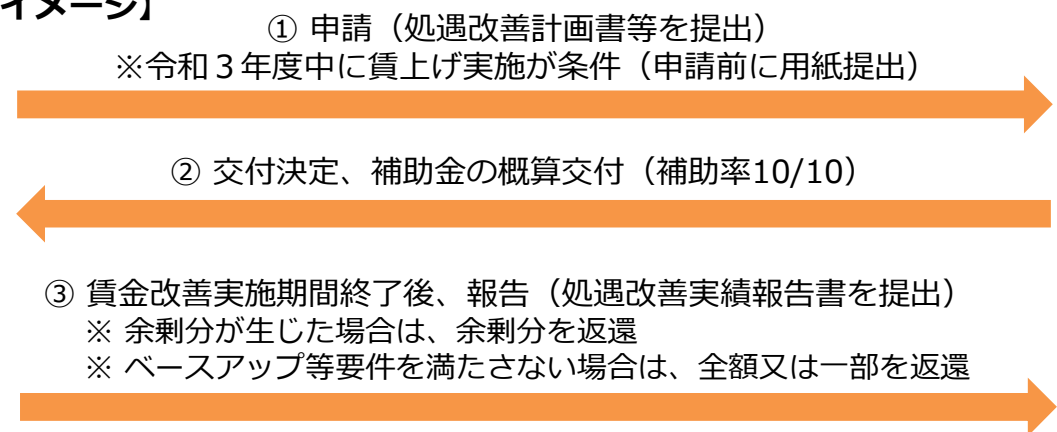 イメージ】
① 申請（処遇改善計画書等を提出）
※令和３年度中に賃上げ実施が条件（申請前に用紙提出）
② 交付決定、補助金の概算交付（補助率10/10）
③ 賃金改善実施期間終了後、報告（処遇改善実績報告書を提出）
※ 余剰分が生じた場合は、余剰分を返還
※ ベースアップ等要件を満たさない場合は、全額又は一部を返還